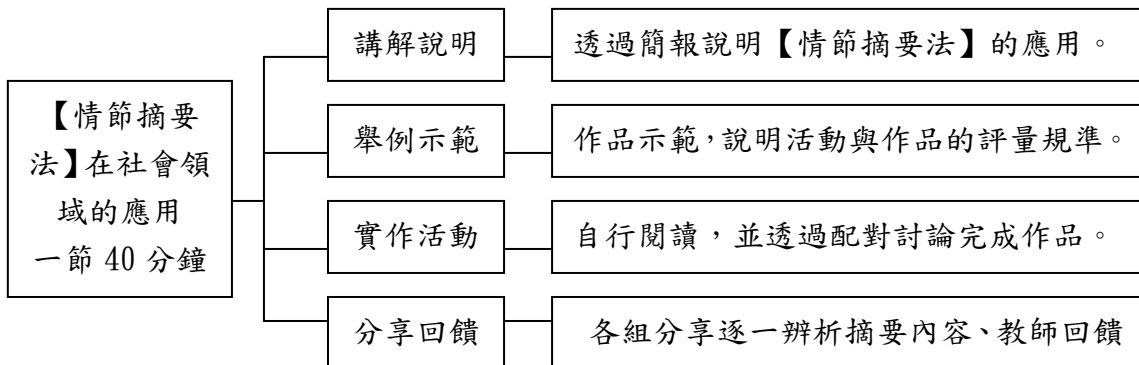 講解說明
透過簡報說明【情節摘要法】的應用。
【情節摘要
法】在社會領
域的應用
一節 40 分鐘
舉例示範
作品示範，說明活動與作品的評量規準。
實作活動
自行閱讀，並透過配對討論完成作品。
分享回饋
各組分享逐一辨析摘要內容、教師回饋